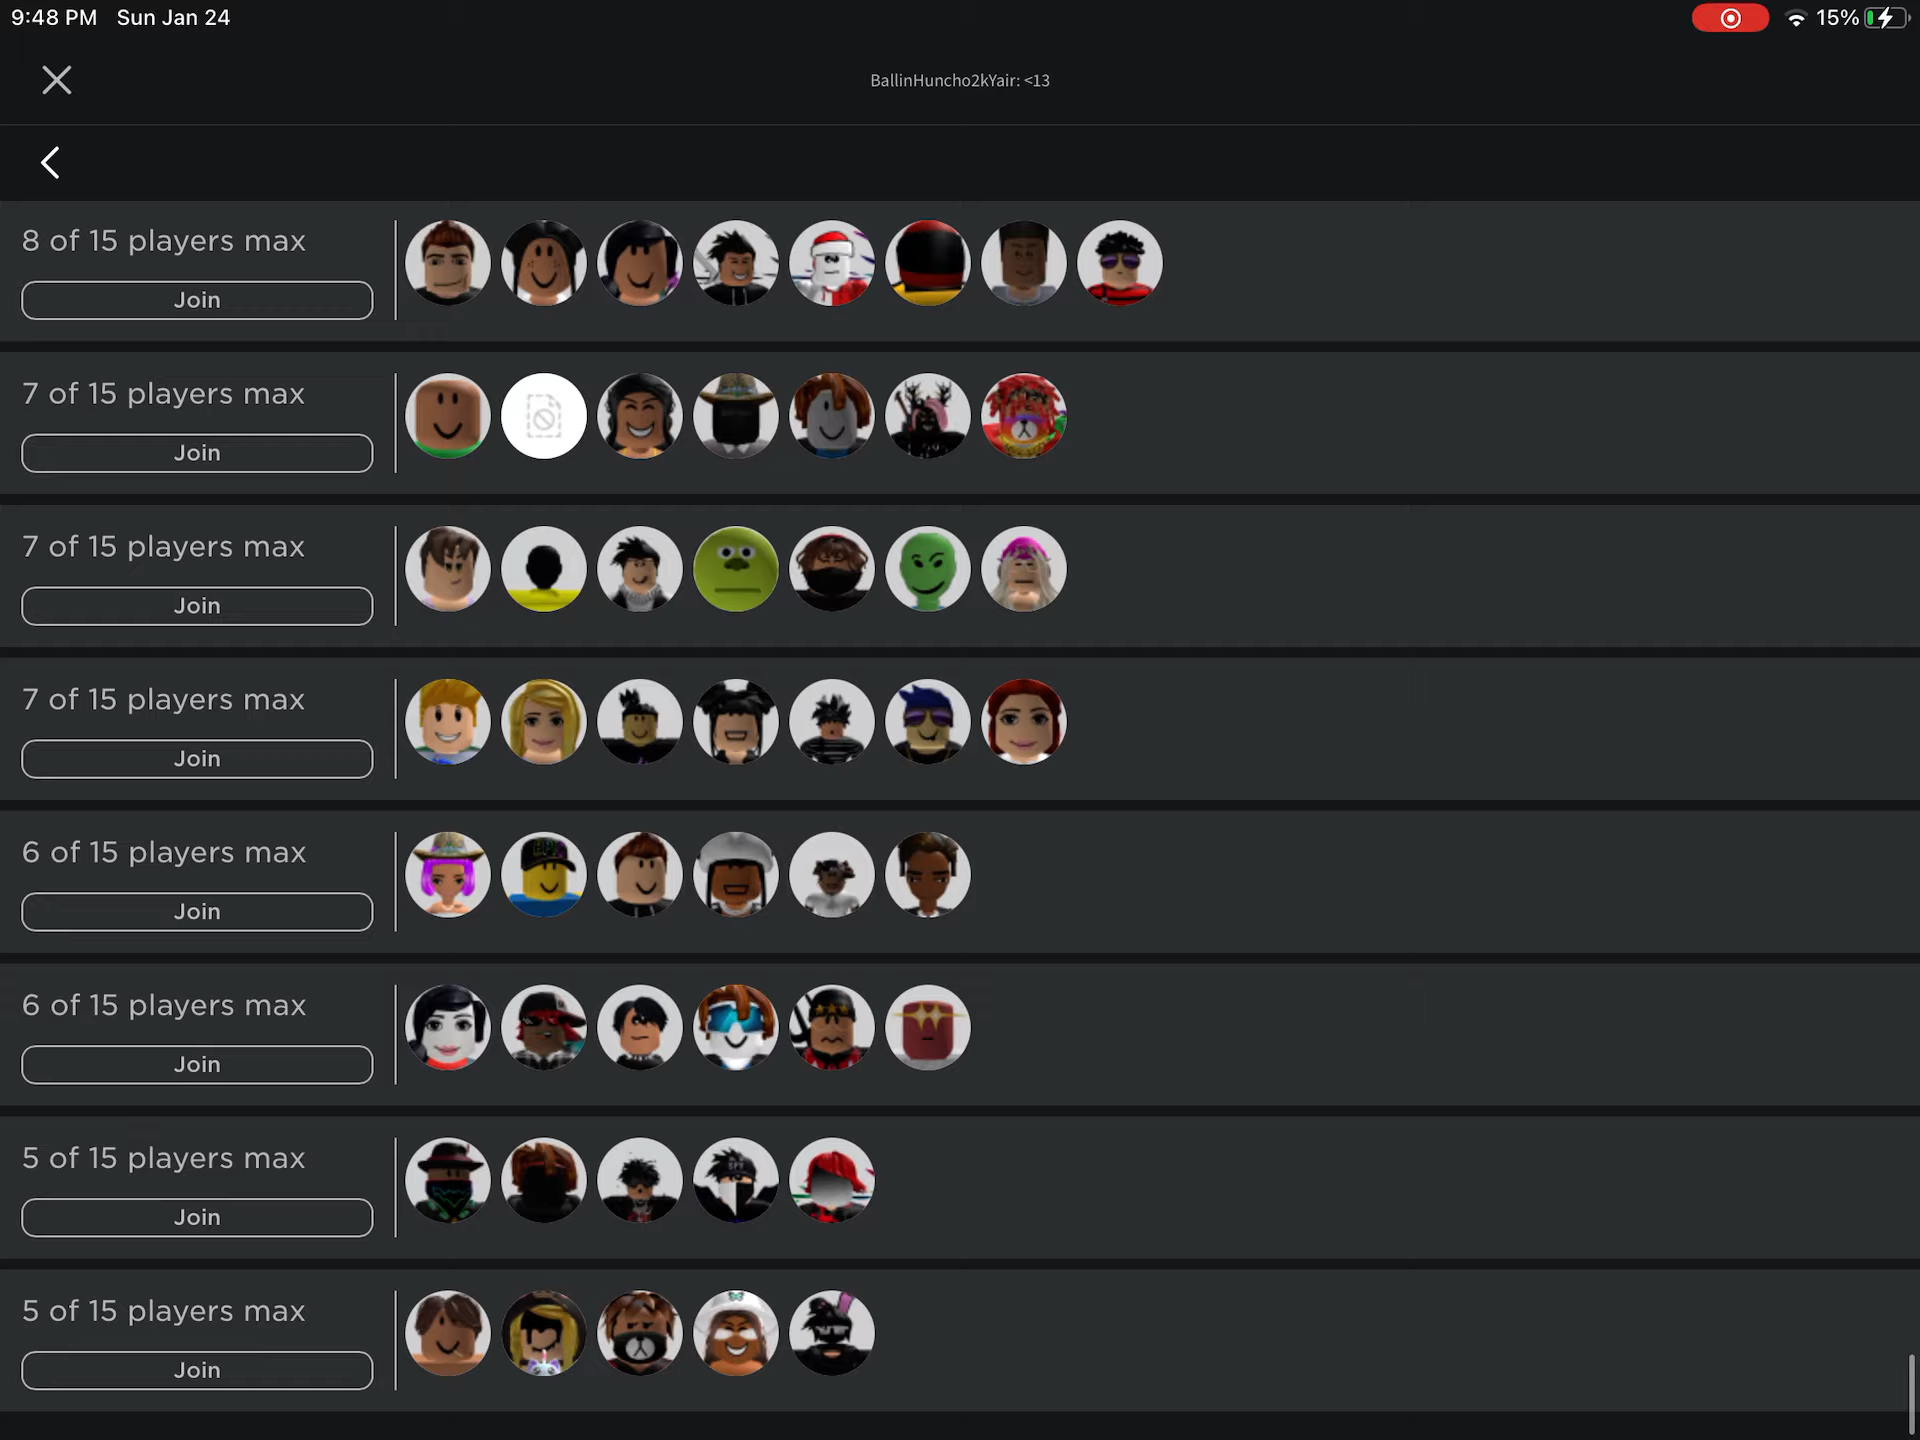 9:48 PM Sun Jan 24
15%
BallinHuncho2kYair: <13
8 of 15 players max
Join
7 of 15 players max
Join
7 of 15 players max
Join
7 of 15 players max
Join
6 of 15 players max
Join
6 of 15 players max
Join
5 of 15 players max
Join
5 of 15 players max
Join